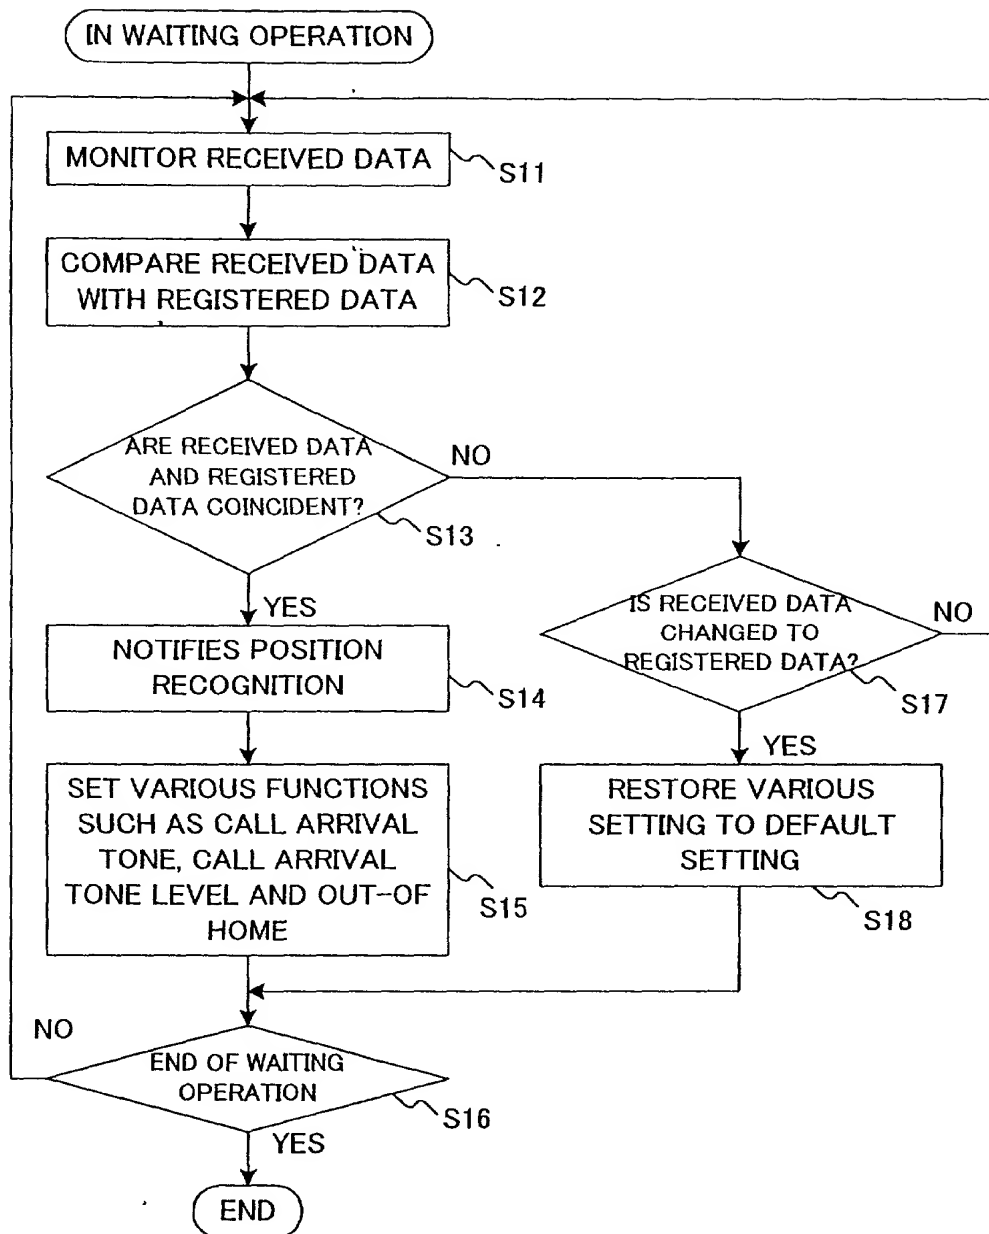 IN WAITING OPERATION
MONITOR RECEIVED DATA
S11
COMPARE RECEIVED DATA
WITH REGISTERED DATA
S12
ARE RECEIVED DATA
AND REGISTERED
DATA COINCIDENT?
S13
NO
YES
NOTIFIES POSITION
RECOGNITION
S14
SET VARIOUS FUNCTIONS
SUCH AS CALL ARRIVAL
TONE, CALL ARRIVAL
TONE LEVEL AND OUT-OF
HOME
S15
IS RECEIVED DATA
CHANGED TO
REGISTERED DATA?
S17
NO
YES
RESTORE VARIOUS
SETTING TO DEFAULT
SETTING
S18
NO
END OF WAITING
OPERATION
S16
YES
END